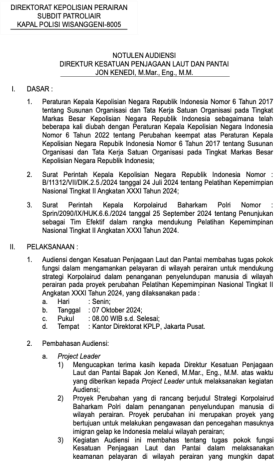 DIREKTORAT KEPOLISIAN PERAIRAN
SUBDIT PATROLIAIR
KAPAL POLISI WISANGGENI-8005
NOTULEN AUDIENSI
DIREKTUR KESATUAN PENJAGAAN LAUT DAN PANTAI
JON KENEDI, M.Mar., Eng., M.M.
I. DASAR :
1. Peraturan Kepala Kepolisian Negara Republik Indonesia Nomor 6 Tahun 2017
tentang Susunan Organisasi dan Tata Kerja Satuan Organisasi pada Tingkat
Markas Besar Kepolisian Negara Republik Indonesia sebagaimana telah
beberapa kali diubah dengan Peraturan Kepala Kepolisian Negara Indonesia
Nomor 6 Tahun 2022 tentang Perubahan keempat atas Peraturan Kepala
Kepolisian Negara Republik Indonesia Nomor 6 Tahun 2017 tentang Susunan
Organisasi dan Tata Kerja Satuan Organisasi pada Tingkat Markas Besar
Kepolisian Negara Republik Indonesia;
2. Surat Perintah Kepala Kepolisian Negara Republik Indonesia Nomor :
B/11312/VII/DIK.2.5./2024 tanggal 24 Juli 2024 tentang Pelatihan Kepemimpinan
Nasional Tingkat II Angkatan XXXI Tahun 2024;
3. Surat Perintah Kepala Korpolairud Baharkam Polri Nomor :
Sprin/2090/IX/HUK.6.6./2024 tanggal 25 September 2024 tentang Penunjukan
sebagai Tim Efektif dalam rangka mendukung Pelatihan Kepemimpinan
Nasional Tingkat II Angkatan XXXI Tahun 2024.
II. PELAKSANAAN :
1. Audiensi dengan Kesatuan Penjagaan Laut dan Pantai membahas tugas pokok
fungsi dalam mengamankan pelayaran di wilayah perairan untuk mendukung
strategi Korpolairud dalam penanganan penyelundupan manusia di wilayah
perairan pada proyek perubahan Pelatihan Kepemimpinan Nasional Tingkat II
Angkatan XXXI Tahun 2024, yang dilaksanakan pada :
a. Hari : Senin;
b. Tanggal : 07 Oktober 2024;
c. Pukul : 08.00 WIB s.d. Selesai;
d. Tempat : Kantor Direktorat KPLP, Jakarta Pusat.
2. Pembahasan Audiensi:
a. Project Leader
1) Mengucapkan terima kasih kepada Direktur Kesatuan Penjagaan
Laut dan Pantai Bapak Jon Kenedi, M.Mar., Eng., M.M. atas waktu
yang diberikan kepada Project Leader untuk melaksanakan kegiatan
Audiensi;
2) Proyek Perubahan yang di rancang berjudul Strategi Korpolairud
Baharkam Polri dalam penanganan penyelundupan manusia di
wilayah perairan. Proyek perubahan ini merupakan proyek yang
bertujuan untuk melakukan pengawasan dan pencegahan masuknya
imigran gelap ke Indonesia melalui wilayah perairan;
3) Kegiatan Audiensi ini membahas tentang tugas pokok fungsi
Kesatuan Penjagaan Laut dan Pantai dalam melaksanakan
keamanan pelayaran di wilayah perairan yang mungkin dapat